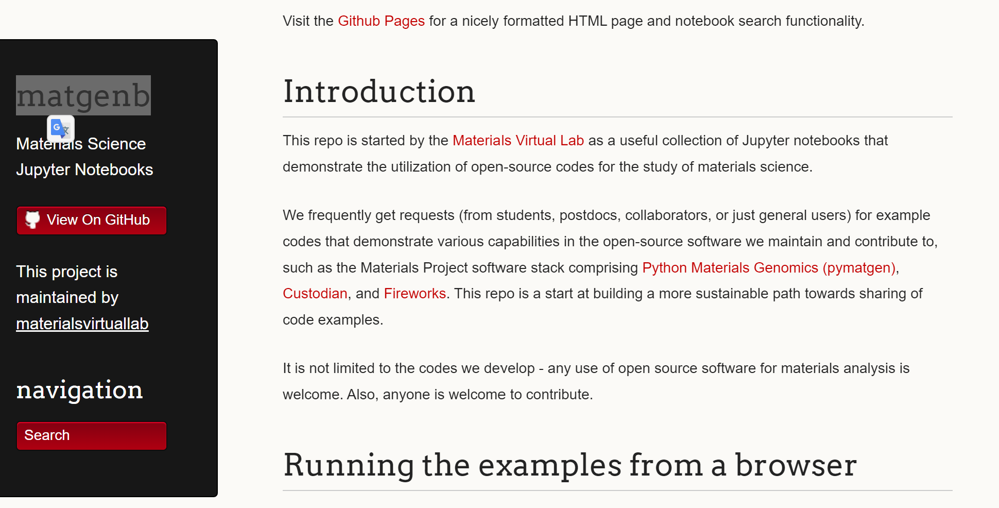 matgenb
Materials Science
Jupyter Notebooks
View On GitHub
This project is
maintained by
materialsvirtuallab
navigation
Search
Visit the Github Pages for a nicely formatted HTML page and notebook search functionality.
Introduction
This repo is started by the Materials Virtual Lab as a useful collection of Jupyter notebooks that
demonstrate the utilization of open-source codes for the study of materials science.
We frequently get requests (from students, postdocs, collaborators, or just general users) for example
codes that demonstrate various capabilities in the open-source software we maintain and contribute to,
such as the Materials Project software stack comprising Python Materials Genomics (pymatgen),
Custodian, and Fireworks. This repo is a start at building a more sustainable path towards sharing of
code examples.
It is not limited to the codes we develop - any use of open source software for materials analysis is
welcome. Also, anyone is welcome to contribute.
Running the examples from a browser